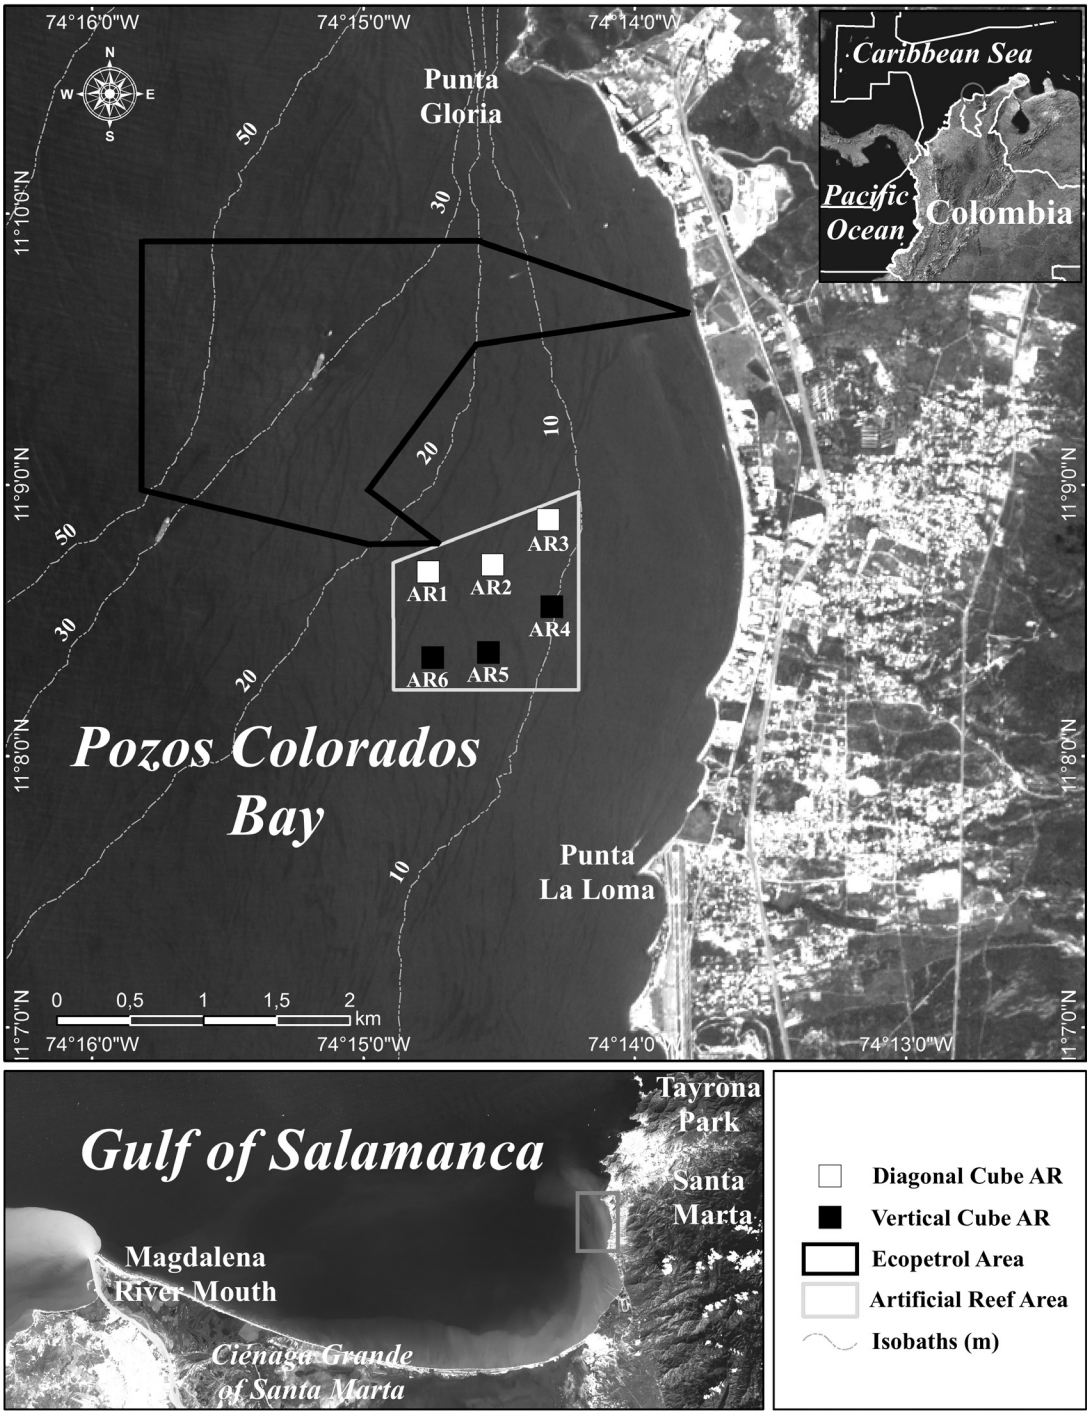 74°16'0"W
74°15'0"W
74°14'0"W
N
W
E
S
Punta
Gloria
Caribbean Sea
Pacific
Ocean
Colombia
50
30
11°10'0"N
11°10'0"N
10
20
11°9'0"N
11°9'0"N
50
AR3
AR1
AR2
30
AR4
20
AR6
AR5
Pozos Colorados
Bay
11°8'0"N
11°8'0"N
10
Punta
La Loma
0
0,5
1
1,5
2
km
11°7'0"N
11°7'0"N
74°16'0"W
74°15'0"W
74°14'0"W
74°13'0"W
Gulf of Salamanca
Tayrona
Park
Santa
Marta
Magdalena
River Mouth
Ciénaga Grande
of Santa Marta
Diagonal Cube AR
Vertical Cube AR
Ecopetrol Area
Artificial Reef Area
Isobaths (m)